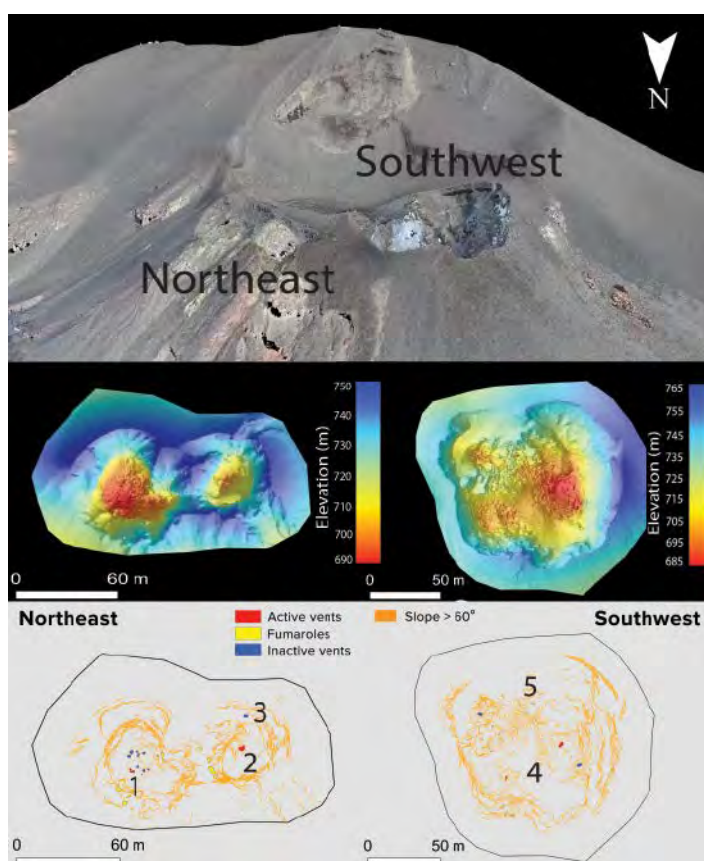 N
Southwest
Northeast
Elevation (m)
750
740
730
720
710
700
690
0 60 m
Elevation (m)
765
755
745
735
725
715
705
695
685
0 50 m
Northeast
Active vents
Fumaroles
Inactive vents
Slope > 60°
Southwest
1
2
3
4
5
0 60 m
0 50 m